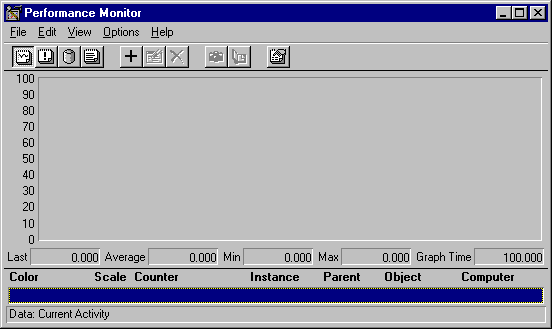 Performance Monitor
File Edit View Options Help
100
90
80
70
60
50
40
30
20
10
0
Last 0.000 Average 0.000 Min 0.000 Max 0.000 Graph Time 100.000
Color Scale Counter Instance Parent Object Computer
Data: Current Activity